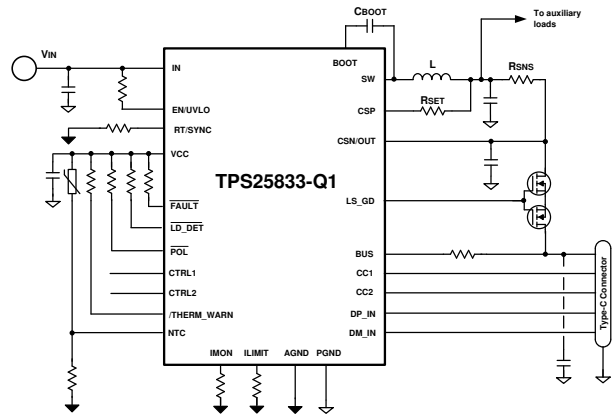 CBOOT
To auxiliary
loads
VIN
BOOT
L
RSNS
IN
SW
CSP
RSET
EN/UVLO
RT/SYNC
CSN/OUT
VCC
TPS25833-Q1
LS_GD
FAULT
LD_DET
POL
BUS
CTRL1
CC1
CTRL2
CC2
/THERM_WARN
DP_IN
NTC
DM_IN
Type-C Connector
IMON
ILIMIT
AGND
PGND